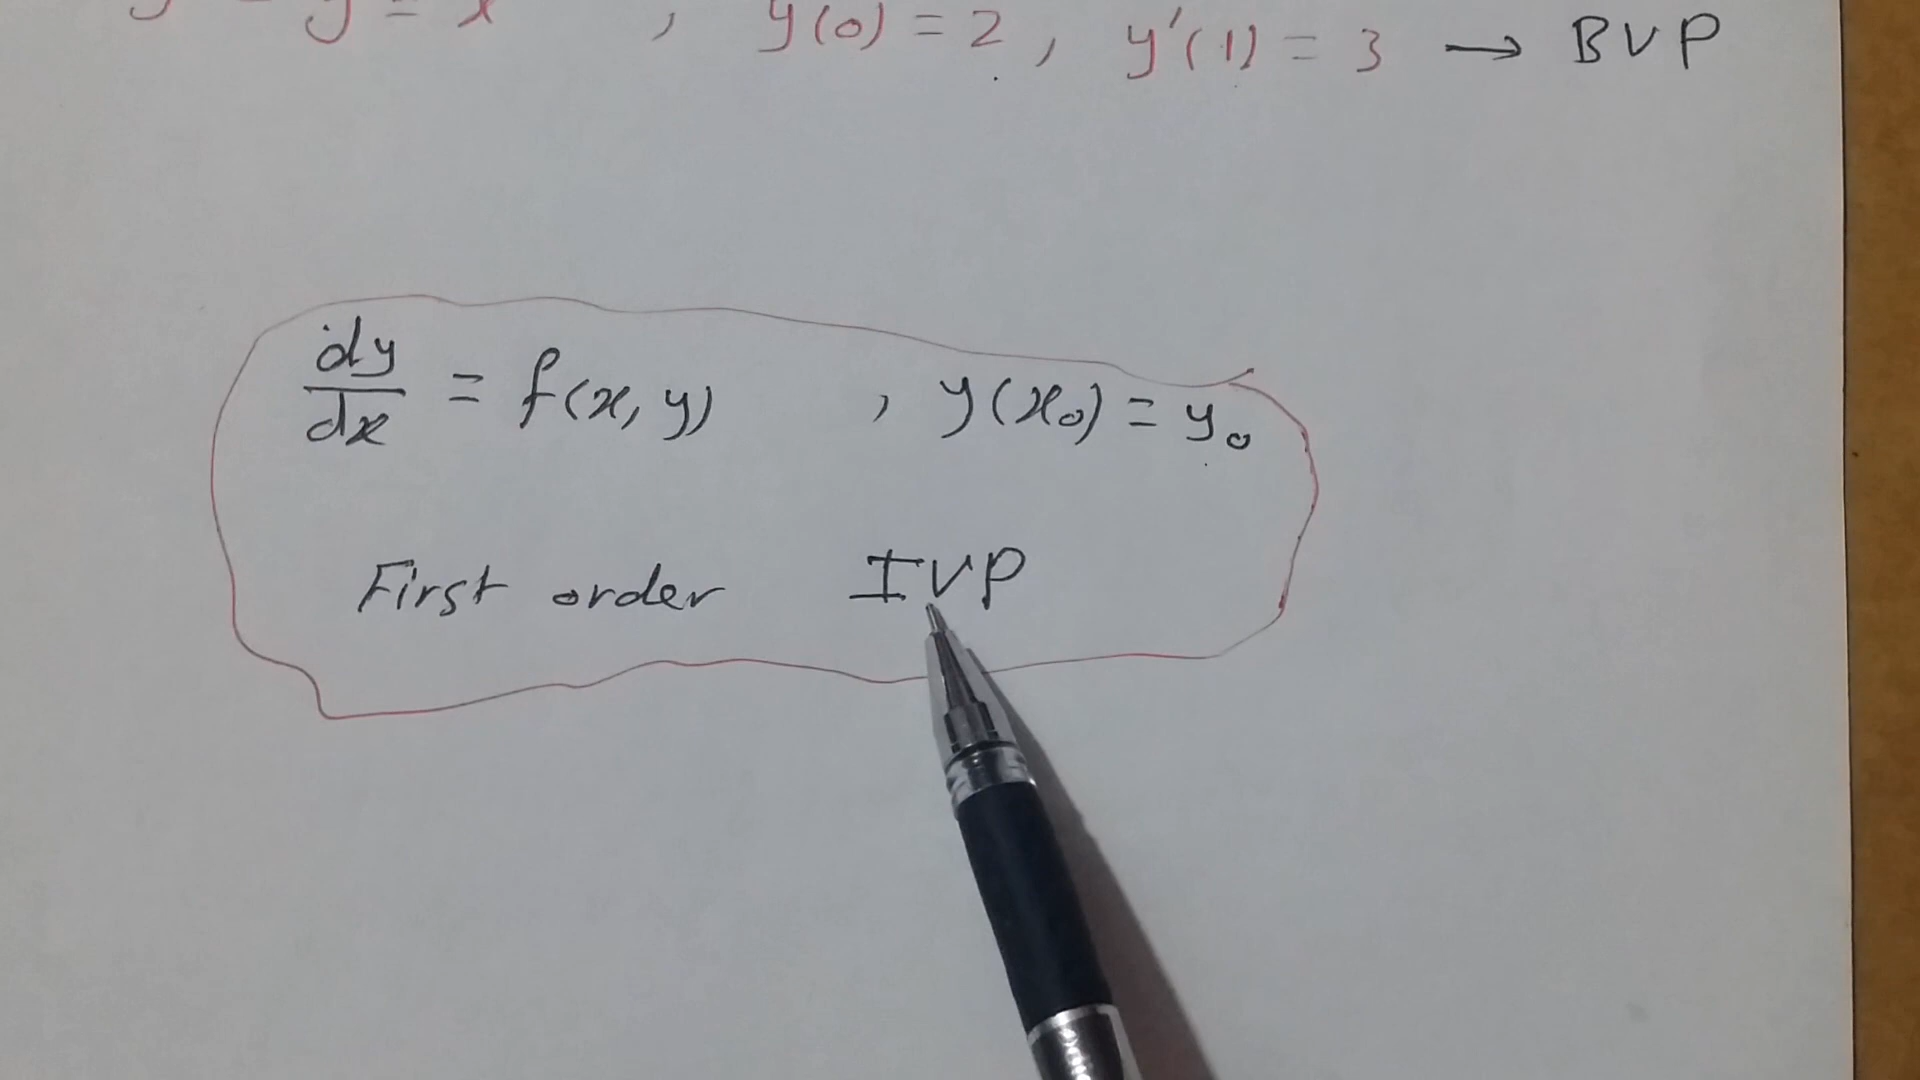 y = x , y(0) = 2 , y'(1) = 3 → BVP
dy/dx = f(x, y) , y(x₀) = y₀
First order IVP